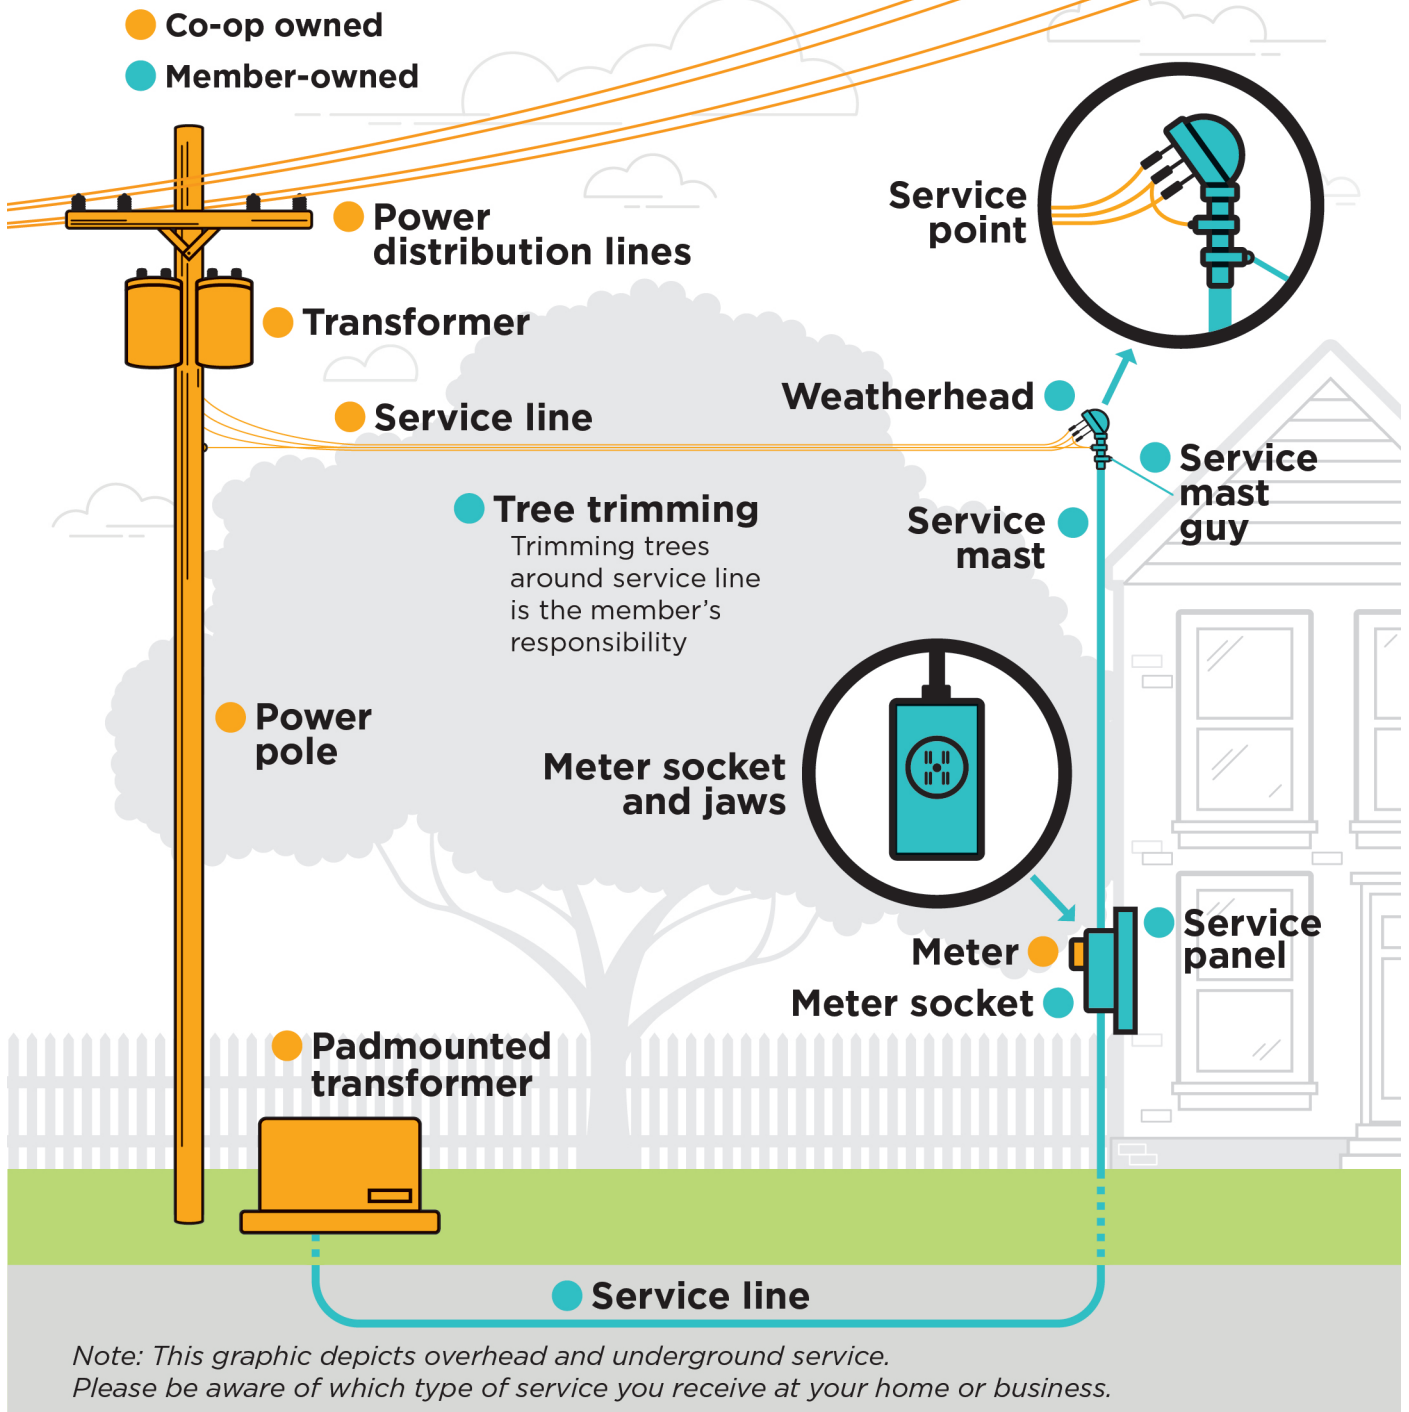 Co-op owned
Member-owned
Power
distribution lines
Service
point
Transformer
Weatherhead
Service line
Service
mast
guy
Tree trimming
Trimming trees
around service line
is the member's
responsibility
Service
mast
Power
pole
Meter socket
and jaws
Service
panel
Meter
Meter socket
Padmounted
transformer
Service line
Note: This graphic depicts overhead and underground service.
Please be aware of which type of service you receive at your home or business.